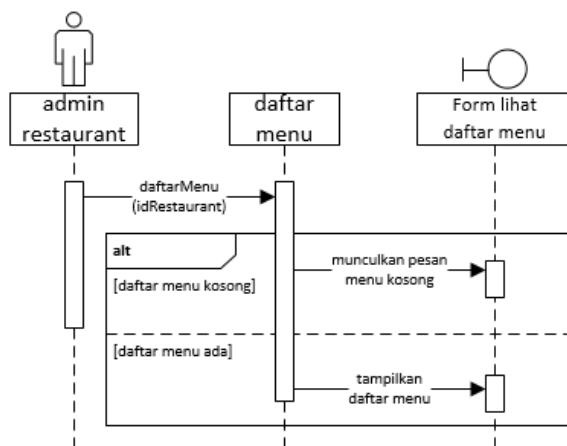 admin
restaurant
daftar
menu
Form lihat
daftar menu
daftarMenu
(idRestaurant)
alt
munculkan pesan
menu kosong
[daftar menu kosong]
[daftar menu ada]
tampilkan
daftar menu